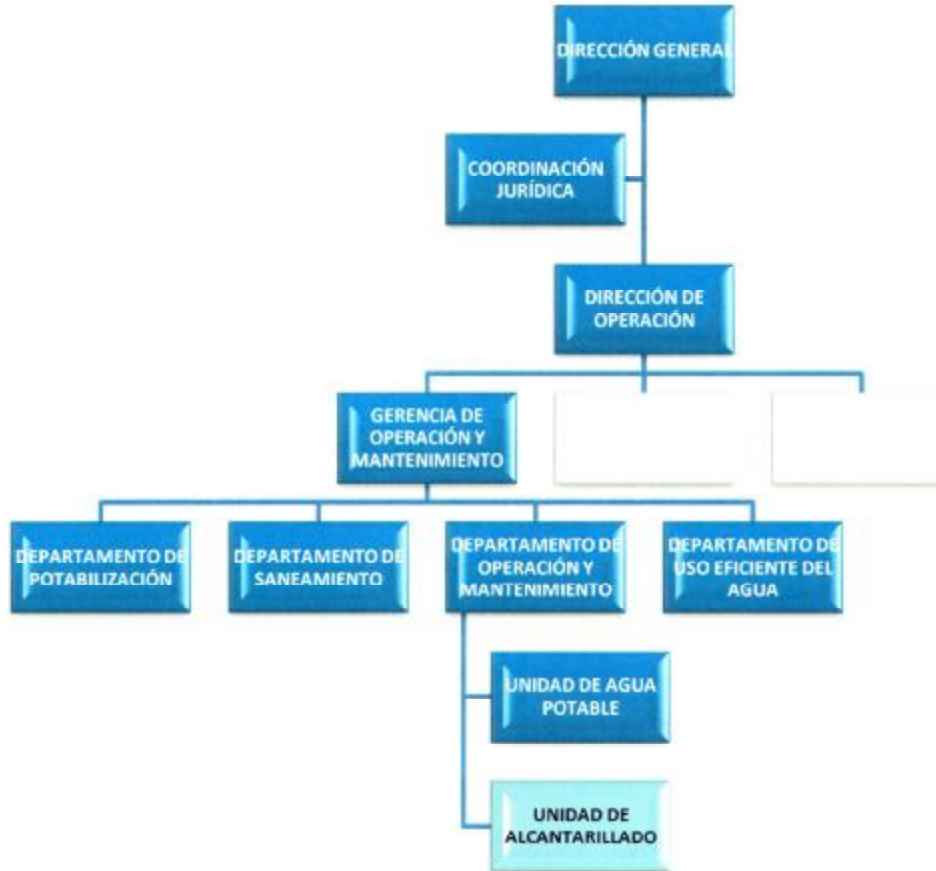 DIRECCIÓN GENERAL
COORDINACIÓN
JURÍDICA
DIRECCIÓN DE
OPERACIÓN
GERENCIA DE
OPERACIÓN Y
MANTENIMIENTO
DEPARTAMENTO DE
POTABILIZACIÓN
DEPARTAMENTO DE
SANEAMIENTO
DEPARTAMENTO DE
OPERACIÓN Y
MANTENIMIENTO
DEPARTAMENTO DE
USO EFICIENTE DEL
AGUA
UNIDAD DE AGUA
POTABLE
UNIDAD DE
ALCANTARILLADO